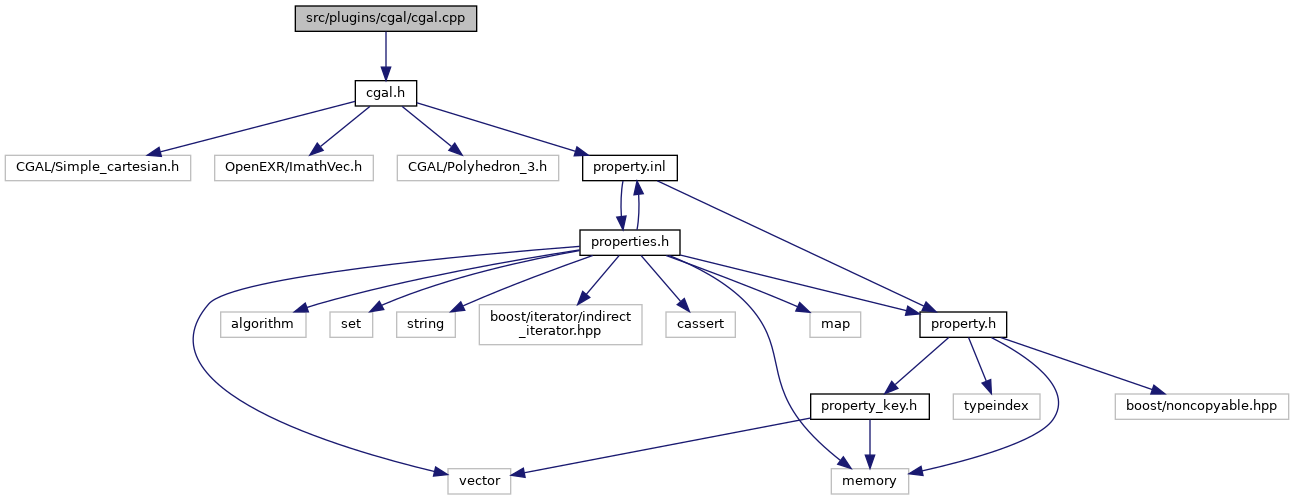 src/plugins/cgal/cgal.cpp
cgal.h
CGAL/Simple_cartesian.h
OpenEXR/ImathVec.h
CGAL/Polyhedron_3.h
property.inl
properties.h
algorithm
set
string
boost/iterator/indirect
_iterator.hpp
cassert
map
property.h
property_key.h
typeindex
boost/noncopyable.hpp
vector
memory